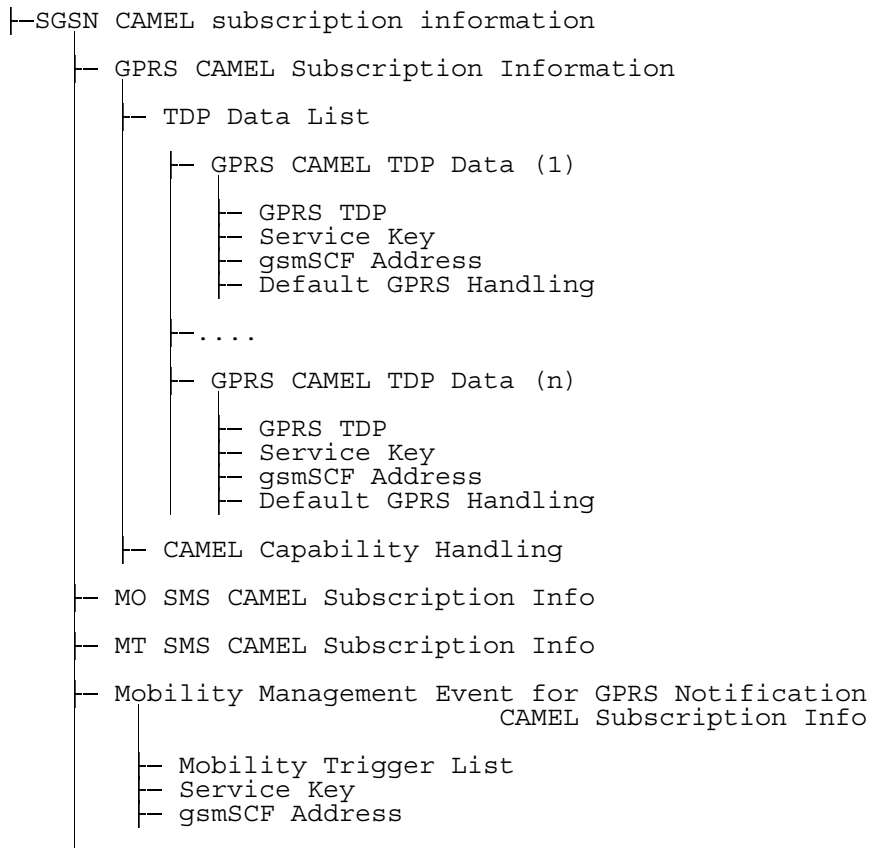 SGSN CAMEL subscription information
GPRS CAMEL Subscription Information
TDP Data List
GPRS CAMEL TDP Data (1)
GPRS TDP
Service Key
gsmSCF Address
Default GPRS Handling
....
GPRS CAMEL TDP Data (n)
GPRS TDP
Service Key
gsmSCF Address
Default GPRS Handling
CAMEL Capability Handling
MO SMS CAMEL Subscription Info
MT SMS CAMEL Subscription Info
Mobility Management Event for GPRS Notification
CAMEL Subscription Info
Mobility Trigger List
Service Key
gsmSCF Address